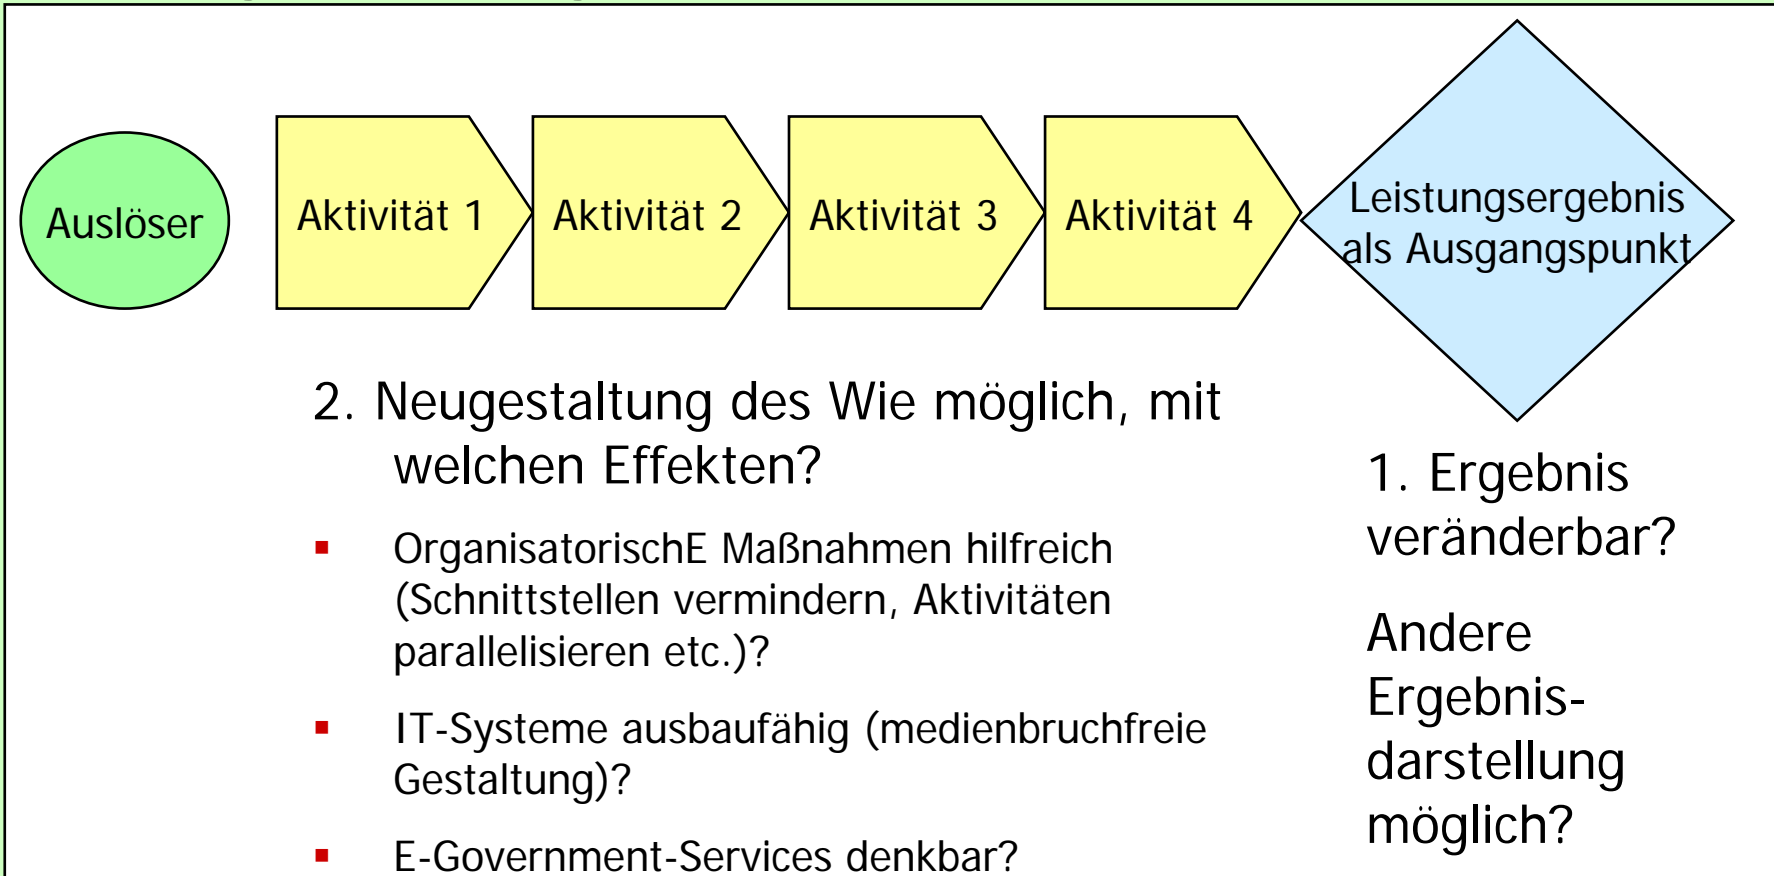 Auslöser
Aktivität 1
Aktivität 2
Aktivität 3
Aktivität 4
Leistungsergebnis
als Ausgangspunkt
2. Neugestaltung des Wie möglich, mit
welchen Effekten?
▪ OrganisatorischE Maßnahmen hilfreich
(Schnittstellen vermindern, Aktivitäten
parallelisieren etc.)?
▪ IT-Systeme ausbaufähig (medienbruchfreie
Gestaltung)?
▪ E-Government-Services denkbar?
1. Ergebnis
veränderbar?
Andere
Ergebnis-
darstellung
möglich?